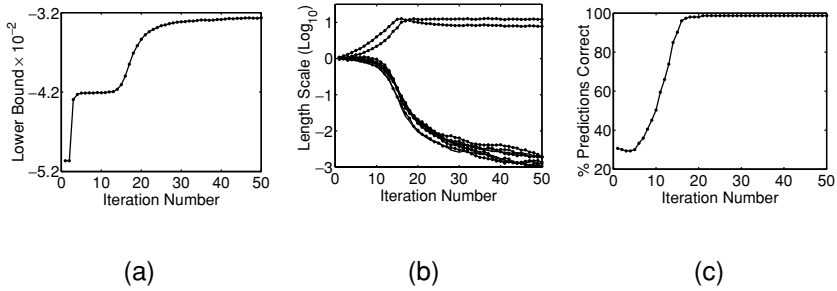 −3.2
−4.2
−5.2
0 10 20 30 40 50
Lower Bound × 10⁻²
Iteration Number
(a)
1
0
−1
−2
−3
0 10 20 30 40 50
Length Scale (Log₁₀)
Iteration Number
(b)
100
80
60
40
20
0 10 20 30 40 50
% Predictions Correct
Iteration Number
(c)